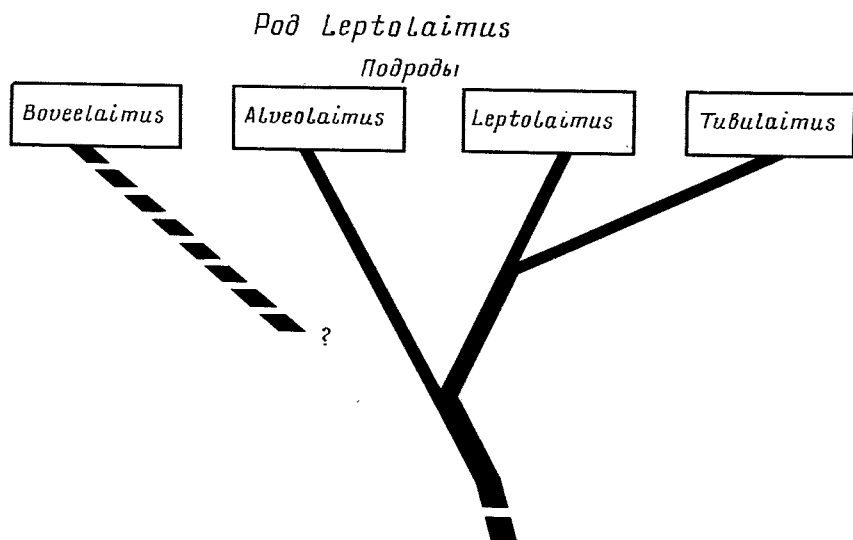 Род Leptolaimus
Подроды
Boveelaimus
Alveolaimus
Leptolaimus
Tubulaimus
?